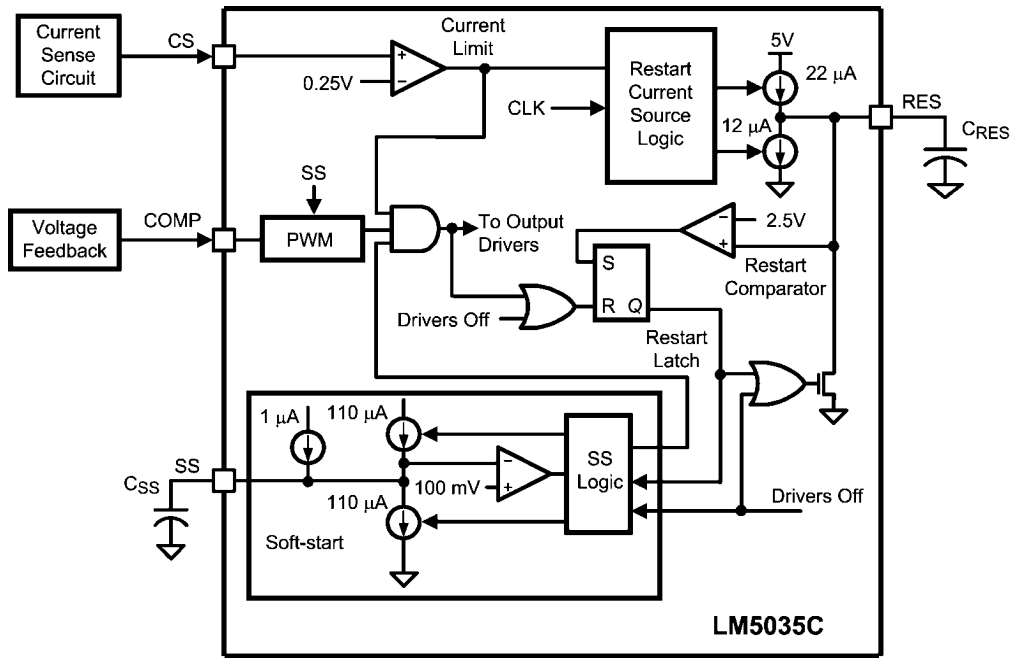 Current
Sense
Circuit
CS
0.25V
Current
Limit
CLK
Restart
Current
Source
Logic
5V
22 µA
12 µA
RES
CRES
SS
Voltage
Feedback
COMP
PWM
To Output
Drivers
2.5V
Restart
Comparator
S
R Q
Drivers Off
Restart
Latch
1 µA
110 µA
SS
CSS
100 mV
110 µA
SS
Logic
Drivers Off
Soft-start
LM5035C